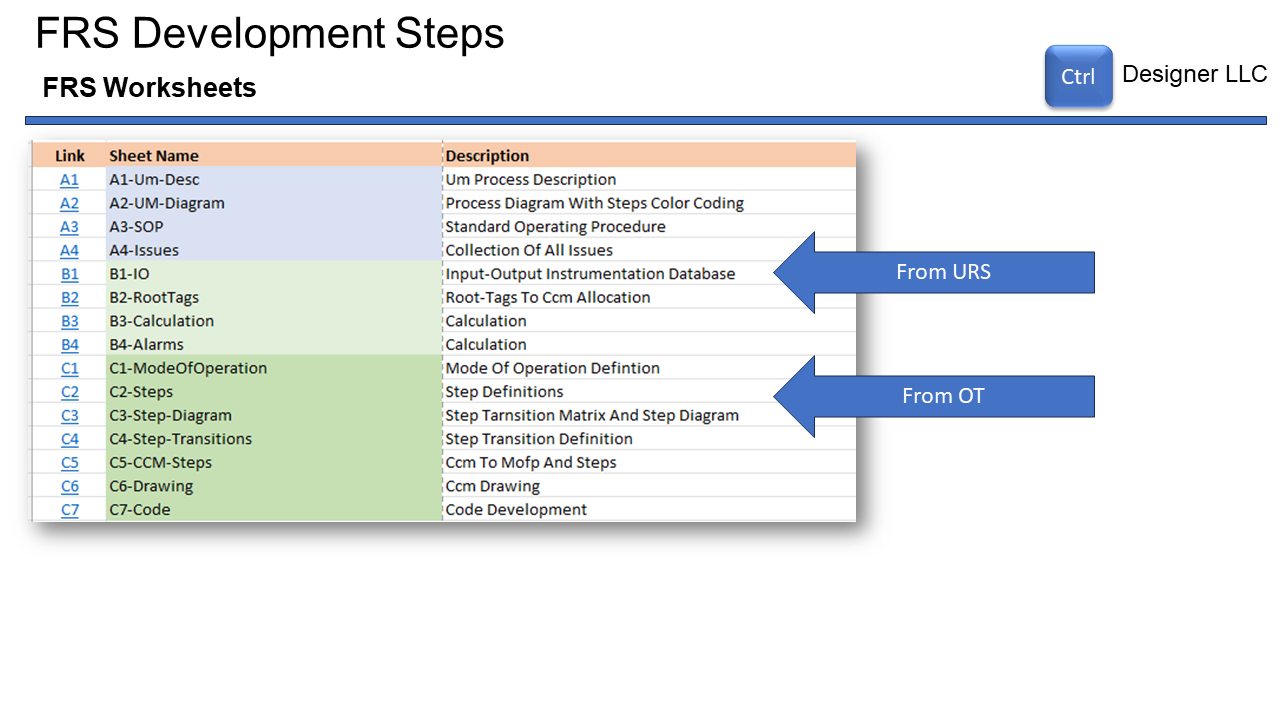 FRS Development Steps
FRS Worksheets
Ctrl Designer LLC
Link Sheet Name Description
A1 A1-Um-Desc Um Process Description
A2 A2-UM-Diagram Process Diagram With Steps Color Coding
A3 A3-SOP Standard Operating Procedure
A4 A4-Issues Collection Of All Issues
B1 B1-IO Input-Output Instrumentation Database
From URS
B2 B2-RootTags Root-Tags To Ccm Allocation
B3 B3-Calculation Calculation
B4 B4-Alarms Calculation
C1 C1-ModeOfOperation Mode Of Operation Defintion
C2 C2-Steps Step Definitions
From OT
C3 C3-Step-Diagram Step Tarnsition Matrix And Step Diagram
C4 C4-Step-Transitions Step Transition Definition
C5 C5-CCM-Steps Ccm To Mofp And Steps
C6 C6-Drawing Ccm Drawing
C7 C7-Code Code Development